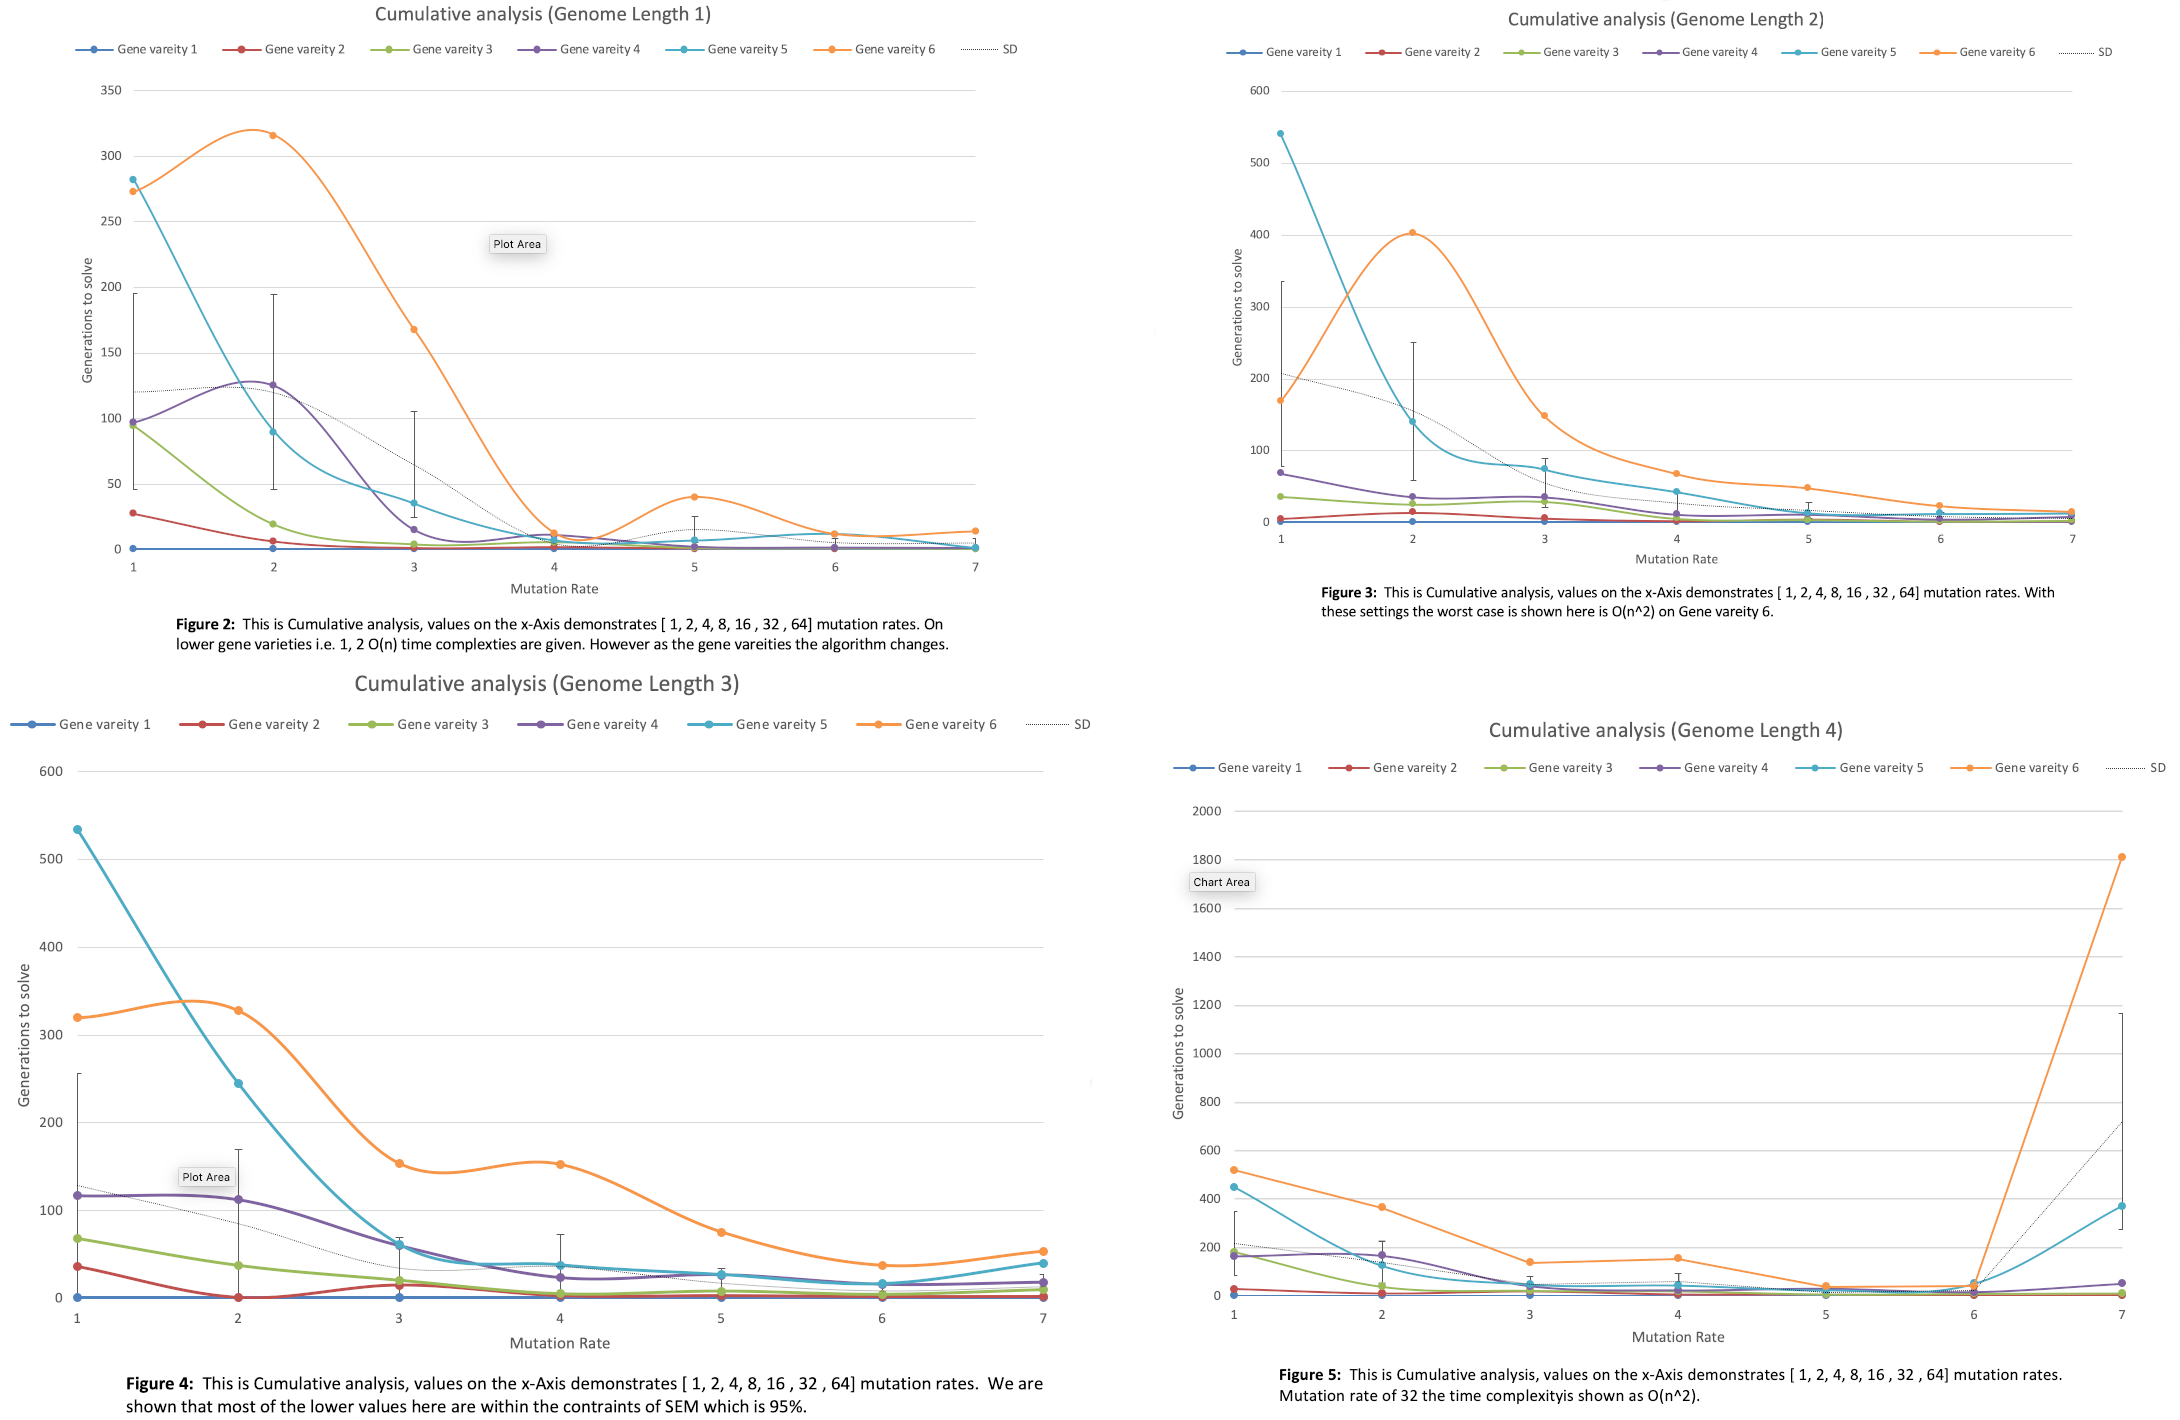 Cumulative analysis (Genome Length 1)
Gene vareity 1 Gene vareity 2 Gene vareity 3 Gene vareity 4 Gene vareity 5 Gene vareity 6 SD
350
300
250
200
150
100
50
0
Generations to solve
Plot Area
1 2 3 4 5 6 7
Mutation Rate
Figure 2: This is Cumulative analysis, values on the x-Axis demonstrates [ 1, 2, 4, 8, 16 , 32 , 64] mutation rates. On
lower gene varieties i.e. 1, 2 O(n) time complexties are given. However as the gene vareities the algorithm changes.
Cumulative analysis (Genome Length 2)
Gene vareity 1 Gene vareity 2 Gene vareity 3 Gene vareity 4 Gene vareity 5 Gene vareity 6 SD
600
500
400
300
200
100
0
Generations to solve
1 2 3 4 5 6 7
Mutation Rate
Figure 3: This is Cumulative analysis, values on the x-Axis demonstrates [ 1, 2, 4, 8, 16 , 32 , 64] mutation rates. With
these settings the worst case is shown here is O(n^2) on Gene vareity 6.
Cumulative analysis (Genome Length 3)
Gene vareity 1 Gene vareity 2 Gene vareity 3 Gene vareity 4 Gene vareity 5 Gene vareity 6 SD
600
500
400
300
200
100
0
Generations to solve
Plot Area
1 2 3 4 5 6 7
Mutation Rate
Figure 4: This is Cumulative analysis, values on the x-Axis demonstrates [ 1, 2, 4, 8, 16 , 32 , 64] mutation rates. We are
shown that most of the lower values here are within the contraints of SEM which is 95%.
Cumulative analysis (Genome Length 4)
Gene vareity 1 Gene vareity 2 Gene vareity 3 Gene vareity 4 Gene vareity 5 Gene vareity 6 SD
2000
1800
1600
1400
1200
1000
800
600
400
200
0
Generations to solve
Chart Area
1 2 3 4 5 6 7
Mutation Rate
Figure 5: This is Cumulative analysis, values on the x-Axis demonstrates [ 1, 2, 4, 8, 16 , 32 , 64] mutation rates.
Mutation rate of 32 the time complexityis shown as O(n^2).